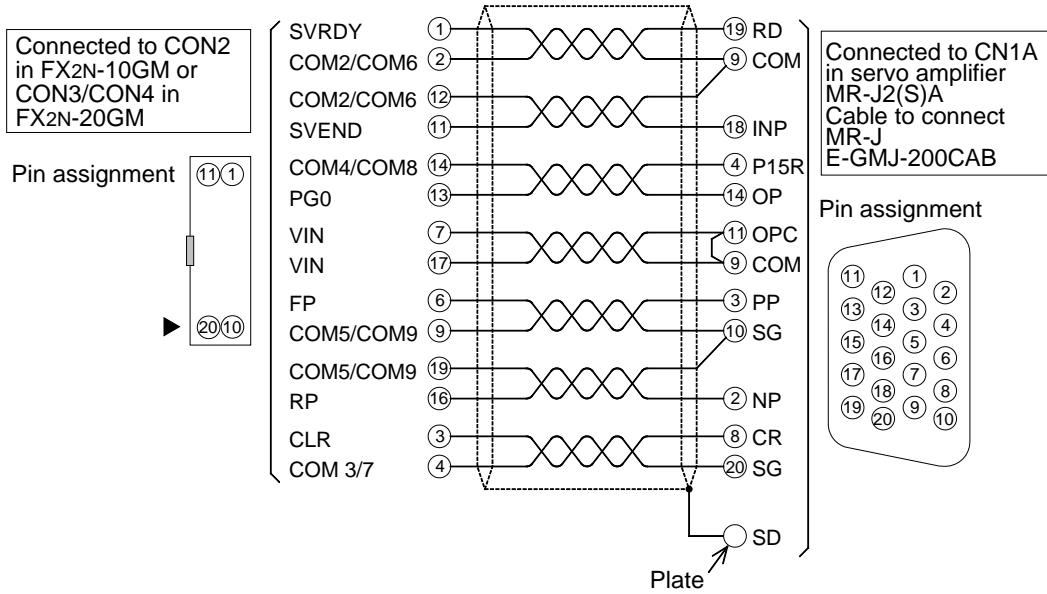 Connected to CON2
in FX2N-10GM or
CON3/CON4 in
FX2N-20GM
Pin assignment
11 1
20 10
SVRDY 1 19 RD
COM2/COM6 2 9 COM
COM2/COM6 12
SVEND 11 18 INP
COM4/COM8 14 4 P15R
PG0 13 14 OP
VIN 7 11 OPC
VIN 17 9 COM
FP 6 3 PP
COM5/COM9 9 10 SG
COM5/COM9 19
RP 16 2 NP
CLR 3 8 CR
COM 3/7 4 20 SG
SD
Plate
Connected to CN1A
in servo amplifier
MR-J2(S)A
Cable to connect
MR-J
E-GMJ-200CAB
Pin assignment
11 1
12 2
13 3
14 4
15 5
16 6
17 7
18 8
19 9
20 10